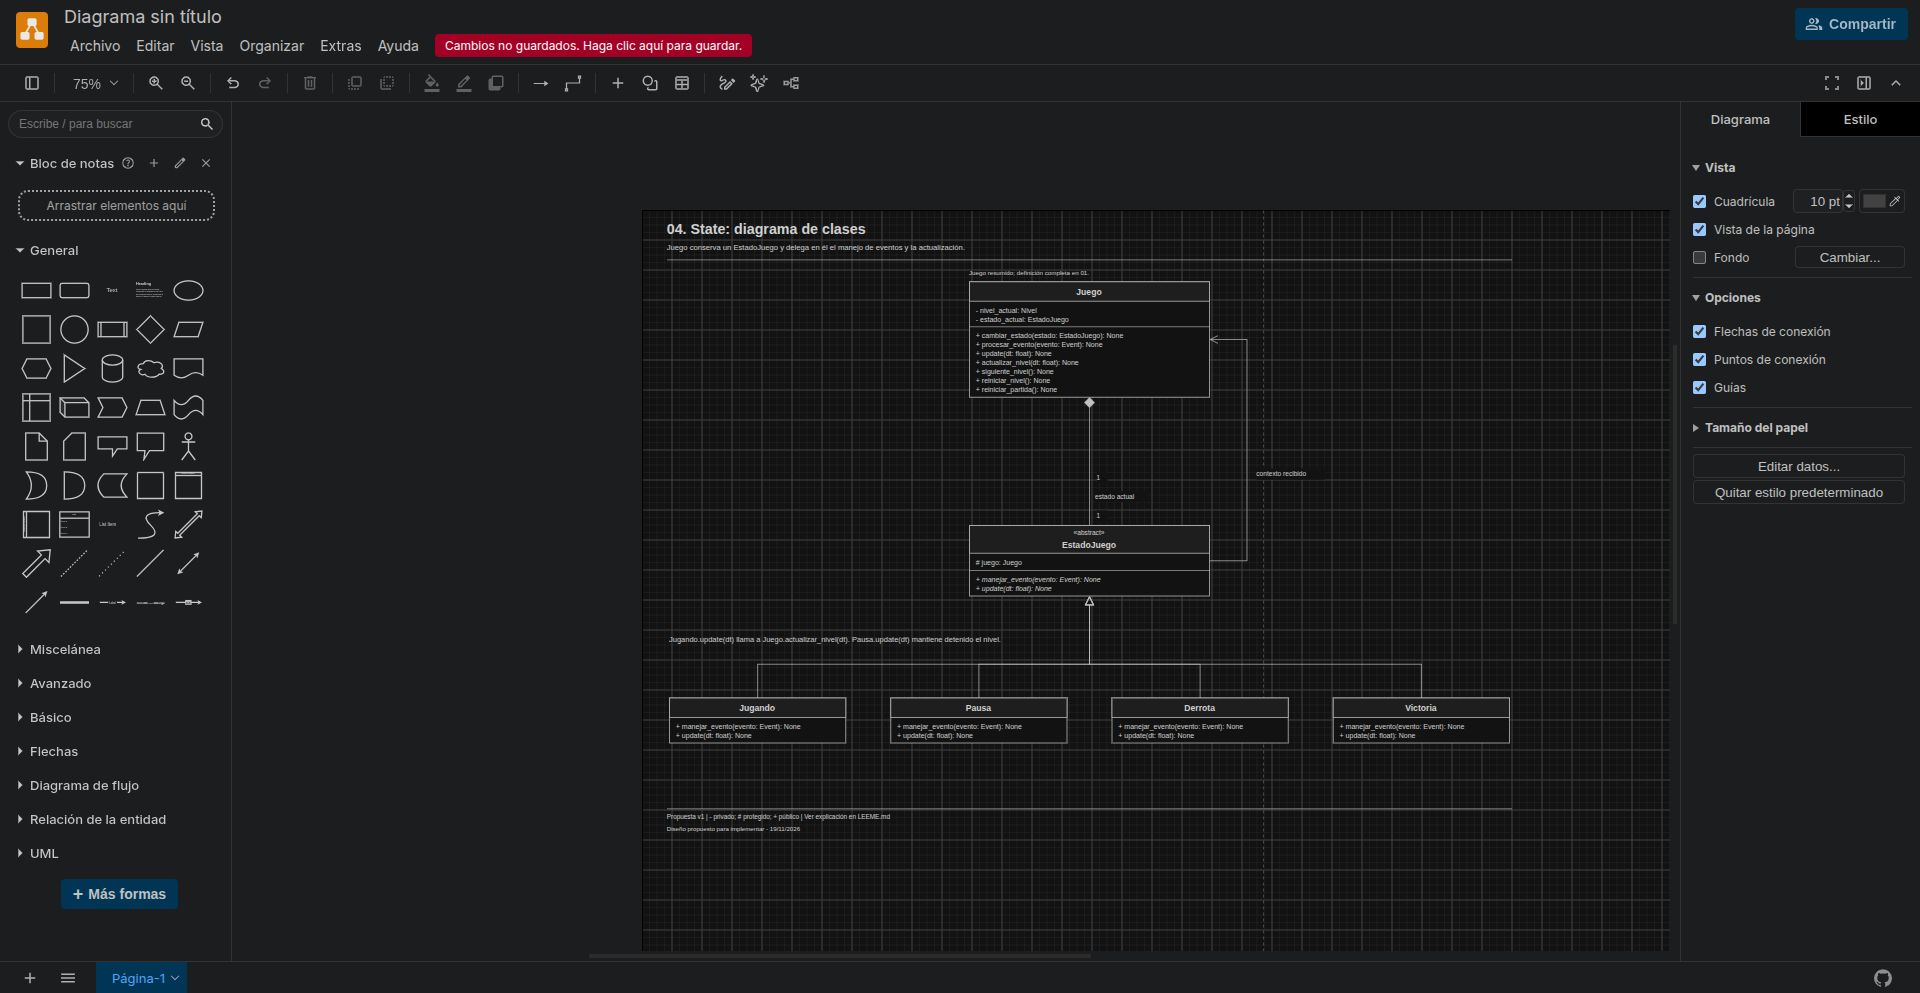 Diagrama sin título
Archivo Editar Vista Organizar Extras Ayuda Cambios no guardados. Haga clic aquí para guardar.
Compartir
75%
Escribe / para buscar
Bloc de notas
Arrastrar elementos aquí
General
Text
Heading
List Item
Miscelánea
Avanzado
Básico
Flechas
Diagrama de flujo
Relación de la entidad
UML
+ Más formas
04. State: diagrama de clases
Juego conserva un EstadoJuego y delega en él el manejo de eventos y la actualización.
Juego resumido; definición completa en 01.
Juego
- nivel_actual: Nivel
- estado_actual: EstadoJuego
+ cambiar_estado(estado: EstadoJuego): None
+ procesar_evento(evento: Event): None
+ update(dt: float): None
+ actualizar_nivel(dt: float): None
+ siguiente_nivel(): None
+ reiniciar_nivel(): None
+ reiniciar_partida(): None
contexto recibido
1
estado actual
1
«abstract»
EstadoJuego
# juego: Juego
+ manejar_evento(evento: Event): None
+ update(dt: float): None
Jugando.update(dt) llama a Juego.actualizar_nivel(dt). Pausa.update(dt) mantiene detenido el nivel.
Jugando
+ manejar_evento(evento: Event): None
+ update(dt: float): None
Pausa
+ manejar_evento(evento: Event): None
+ update(dt: float): None
Derrota
+ manejar_evento(evento: Event): None
+ update(dt: float): None
Victoria
+ manejar_evento(evento: Event): None
+ update(dt: float): None
Propuesta v1 | - privado; # protegido; + público | Ver explicación en LEEME.md
Diseño propuesto para implementar - 19/11/2026
Diagrama Estilo
Vista
Cuadrícula 10 pt
Vista de la página
Fondo Cambiar...
Opciones
Flechas de conexión
Puntos de conexión
Guías
Tamaño del papel
Editar datos...
Quitar estilo predeterminado
Página-1